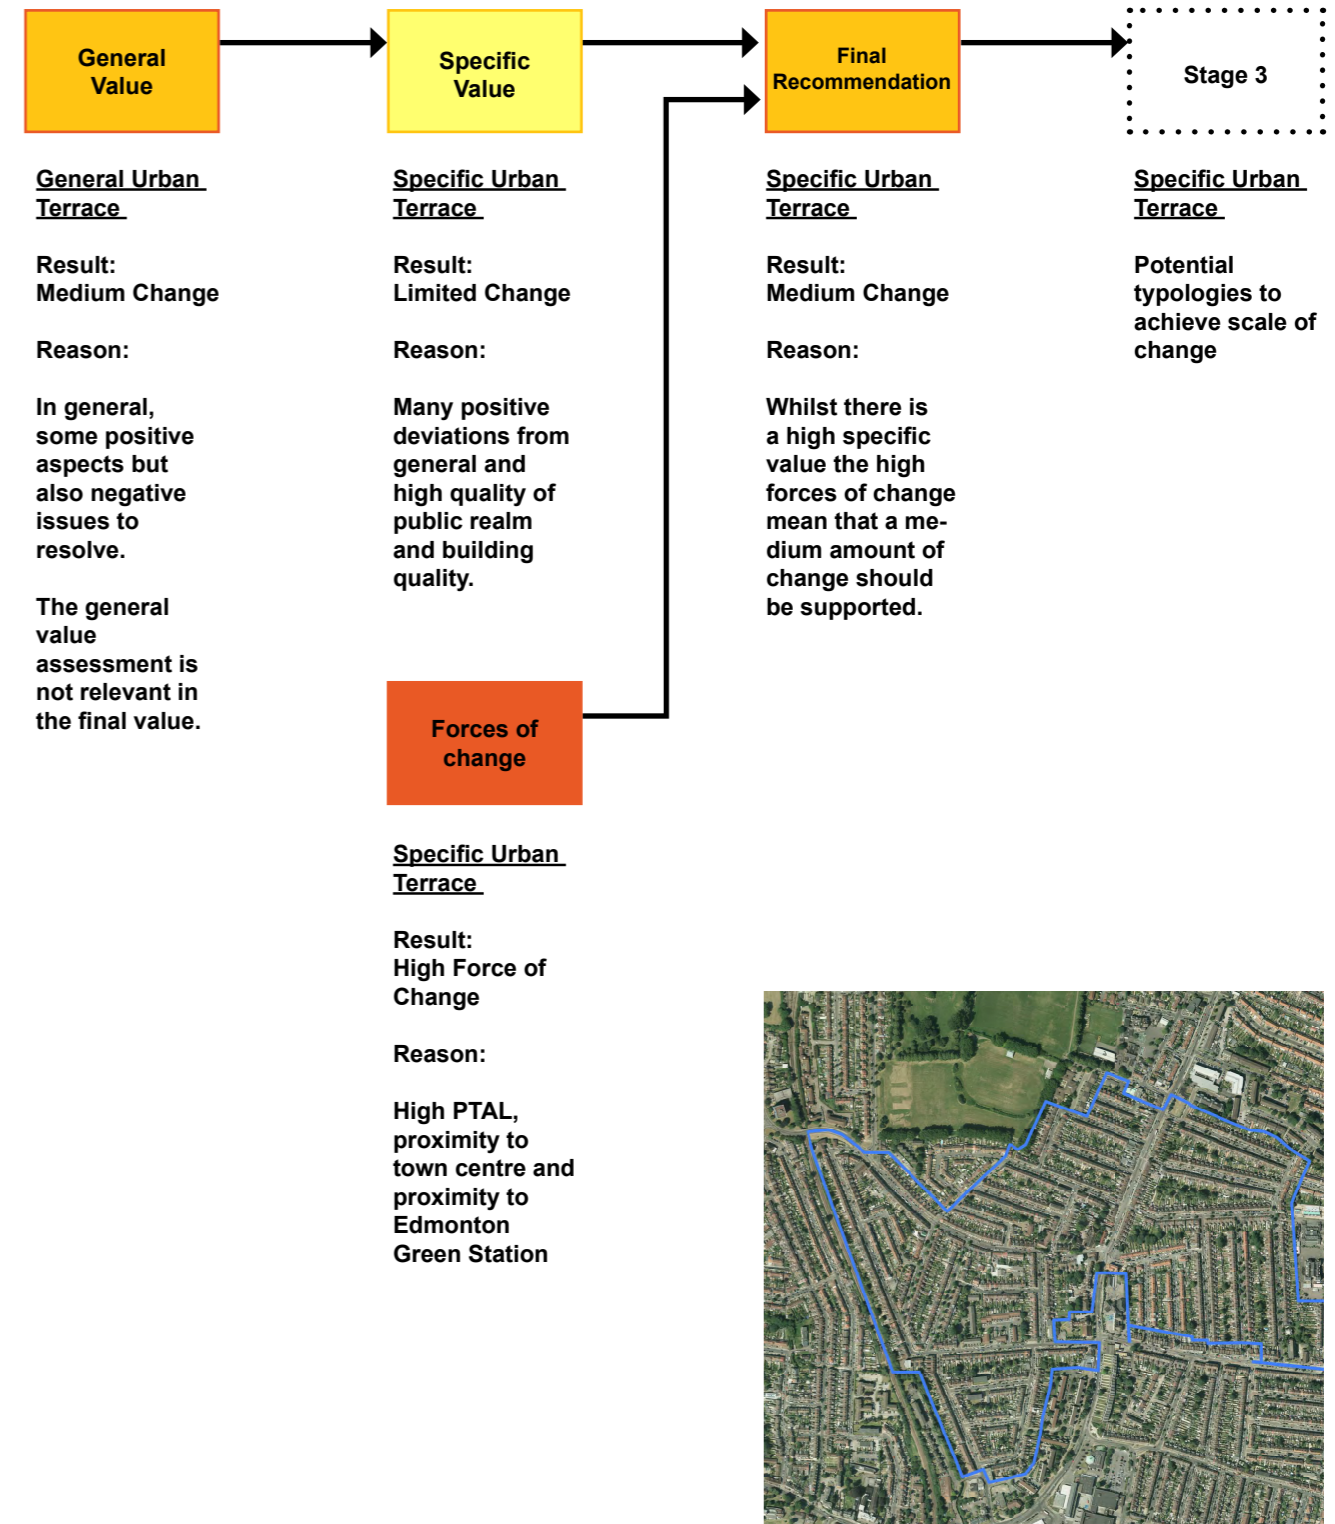 General
Value
Specific
Value
Final
Recommendation
Stage 3
General Urban
Terrace
Result:
Medium Change
Reason:
In general,
some positive
aspects but
also negative
issues to
resolve.
The general
value
assessment is
not relevant in
the final value.
Specific Urban
Terrace
Result:
Limited Change
Reason:
Many positive
deviations from
general and
high quality of
public realm
and building
quality.
Forces of
change
Specific Urban
Terrace
Result:
High Force of
Change
Reason:
High PTAL,
proximity to
town centre and
proximity to
Edmonton
Green Station
Specific Urban
Terrace
Result:
Medium Change
Reason:
Whilst there is
a high specific
value the high
forces of change
mean that a me-
dium amount of
change should
be supported.
Specific Urban
Terrace
Potential
typologies to
achieve scale of
change